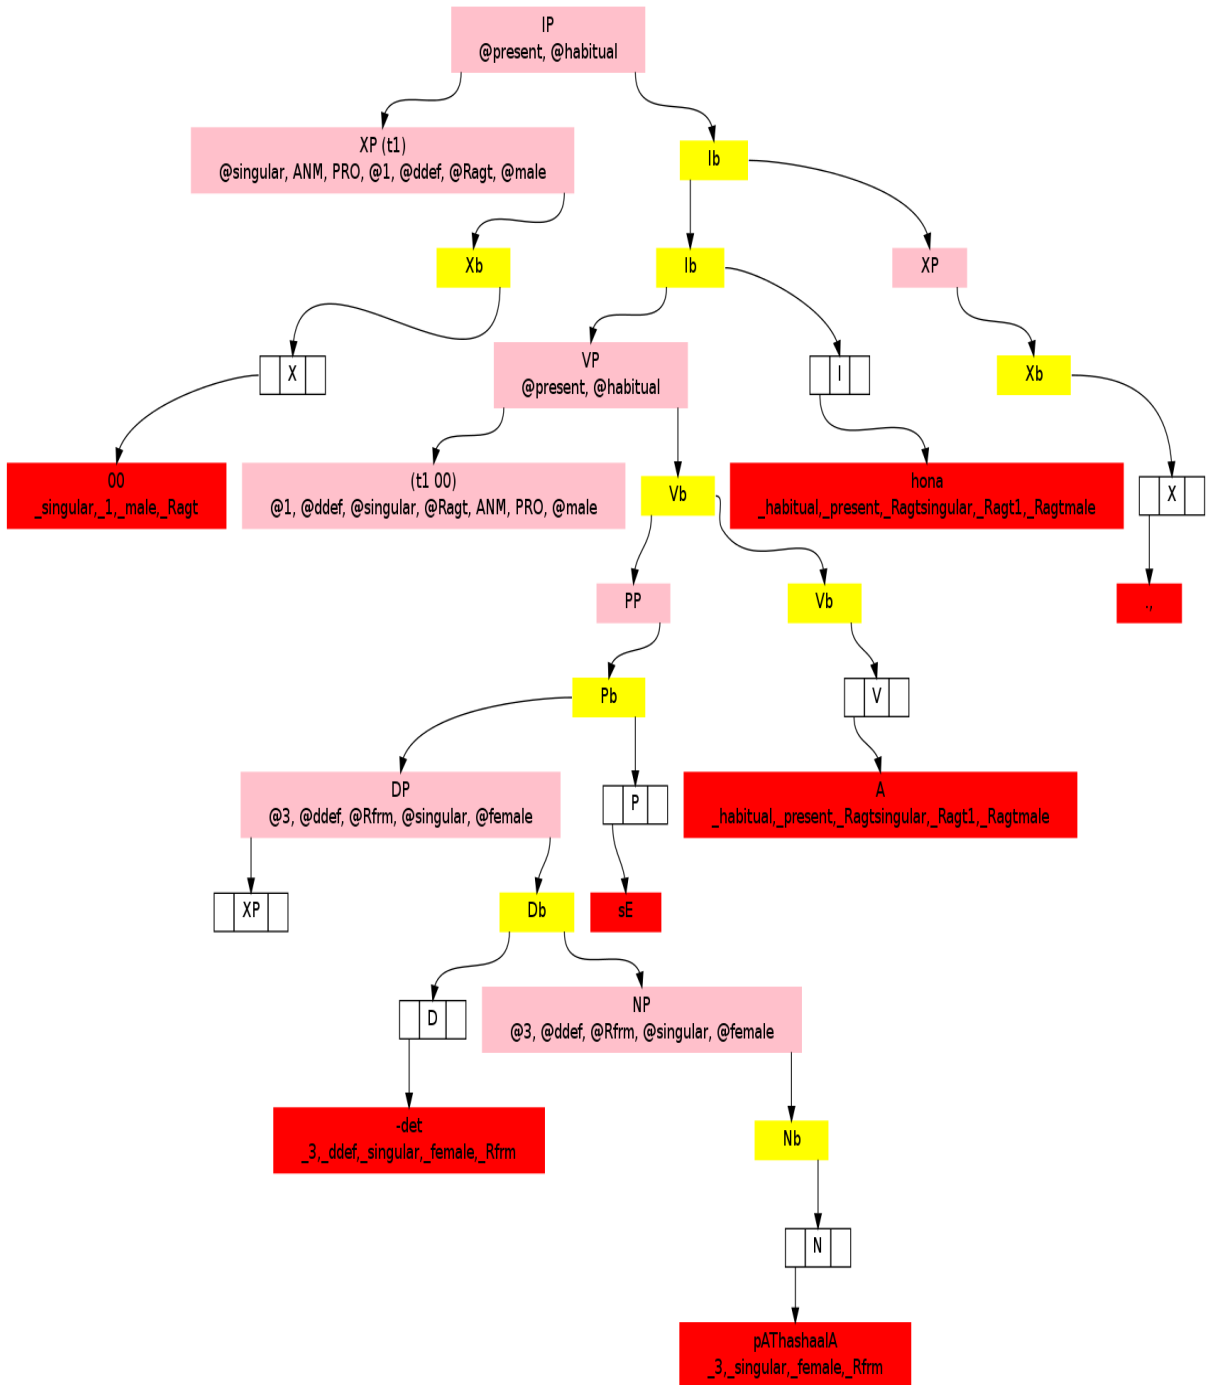 IP
@present, @habitual
XP (t1)
@singular, ANM, PRO, @1, @ddef, @Ragt, @male
Ib
Xb
Ib
XP
X
VP
@present, @habitual
I
Xb
00
_singular,_1,_male,_Ragt
(t1 00)
@1, @ddef, @singular, @Ragt, ANM, PRO, @male
Vb
hona
_habitual,_present,_Ragtsingular,_Ragt1,_Ragtmale
X
PP
Vb
.,
Pb
V
DP
@3, @ddef, @Rfrm, @singular, @female
P
A
_habitual,_present,_Ragtsingular,_Ragt1,_Ragtmale
XP
Db
sE
D
NP
@3, @ddef, @Rfrm, @singular, @female
-det
_3,_ddef,_singular,_female,_Rfrm
Nb
N
pAThashaalA
_3,_singular,_female,_Rfrm